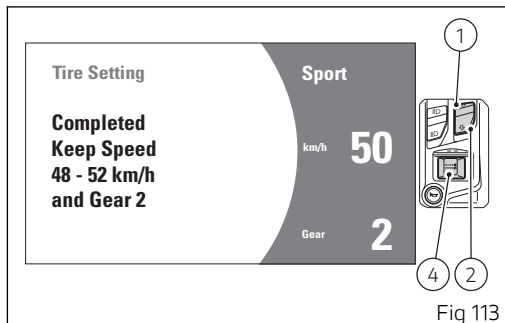 Tire Setting
Completed
Keep Speed
48 - 52 km/h
and Gear 2
Sport
km/h 50
Gear 2
1
4 2
Fig 113